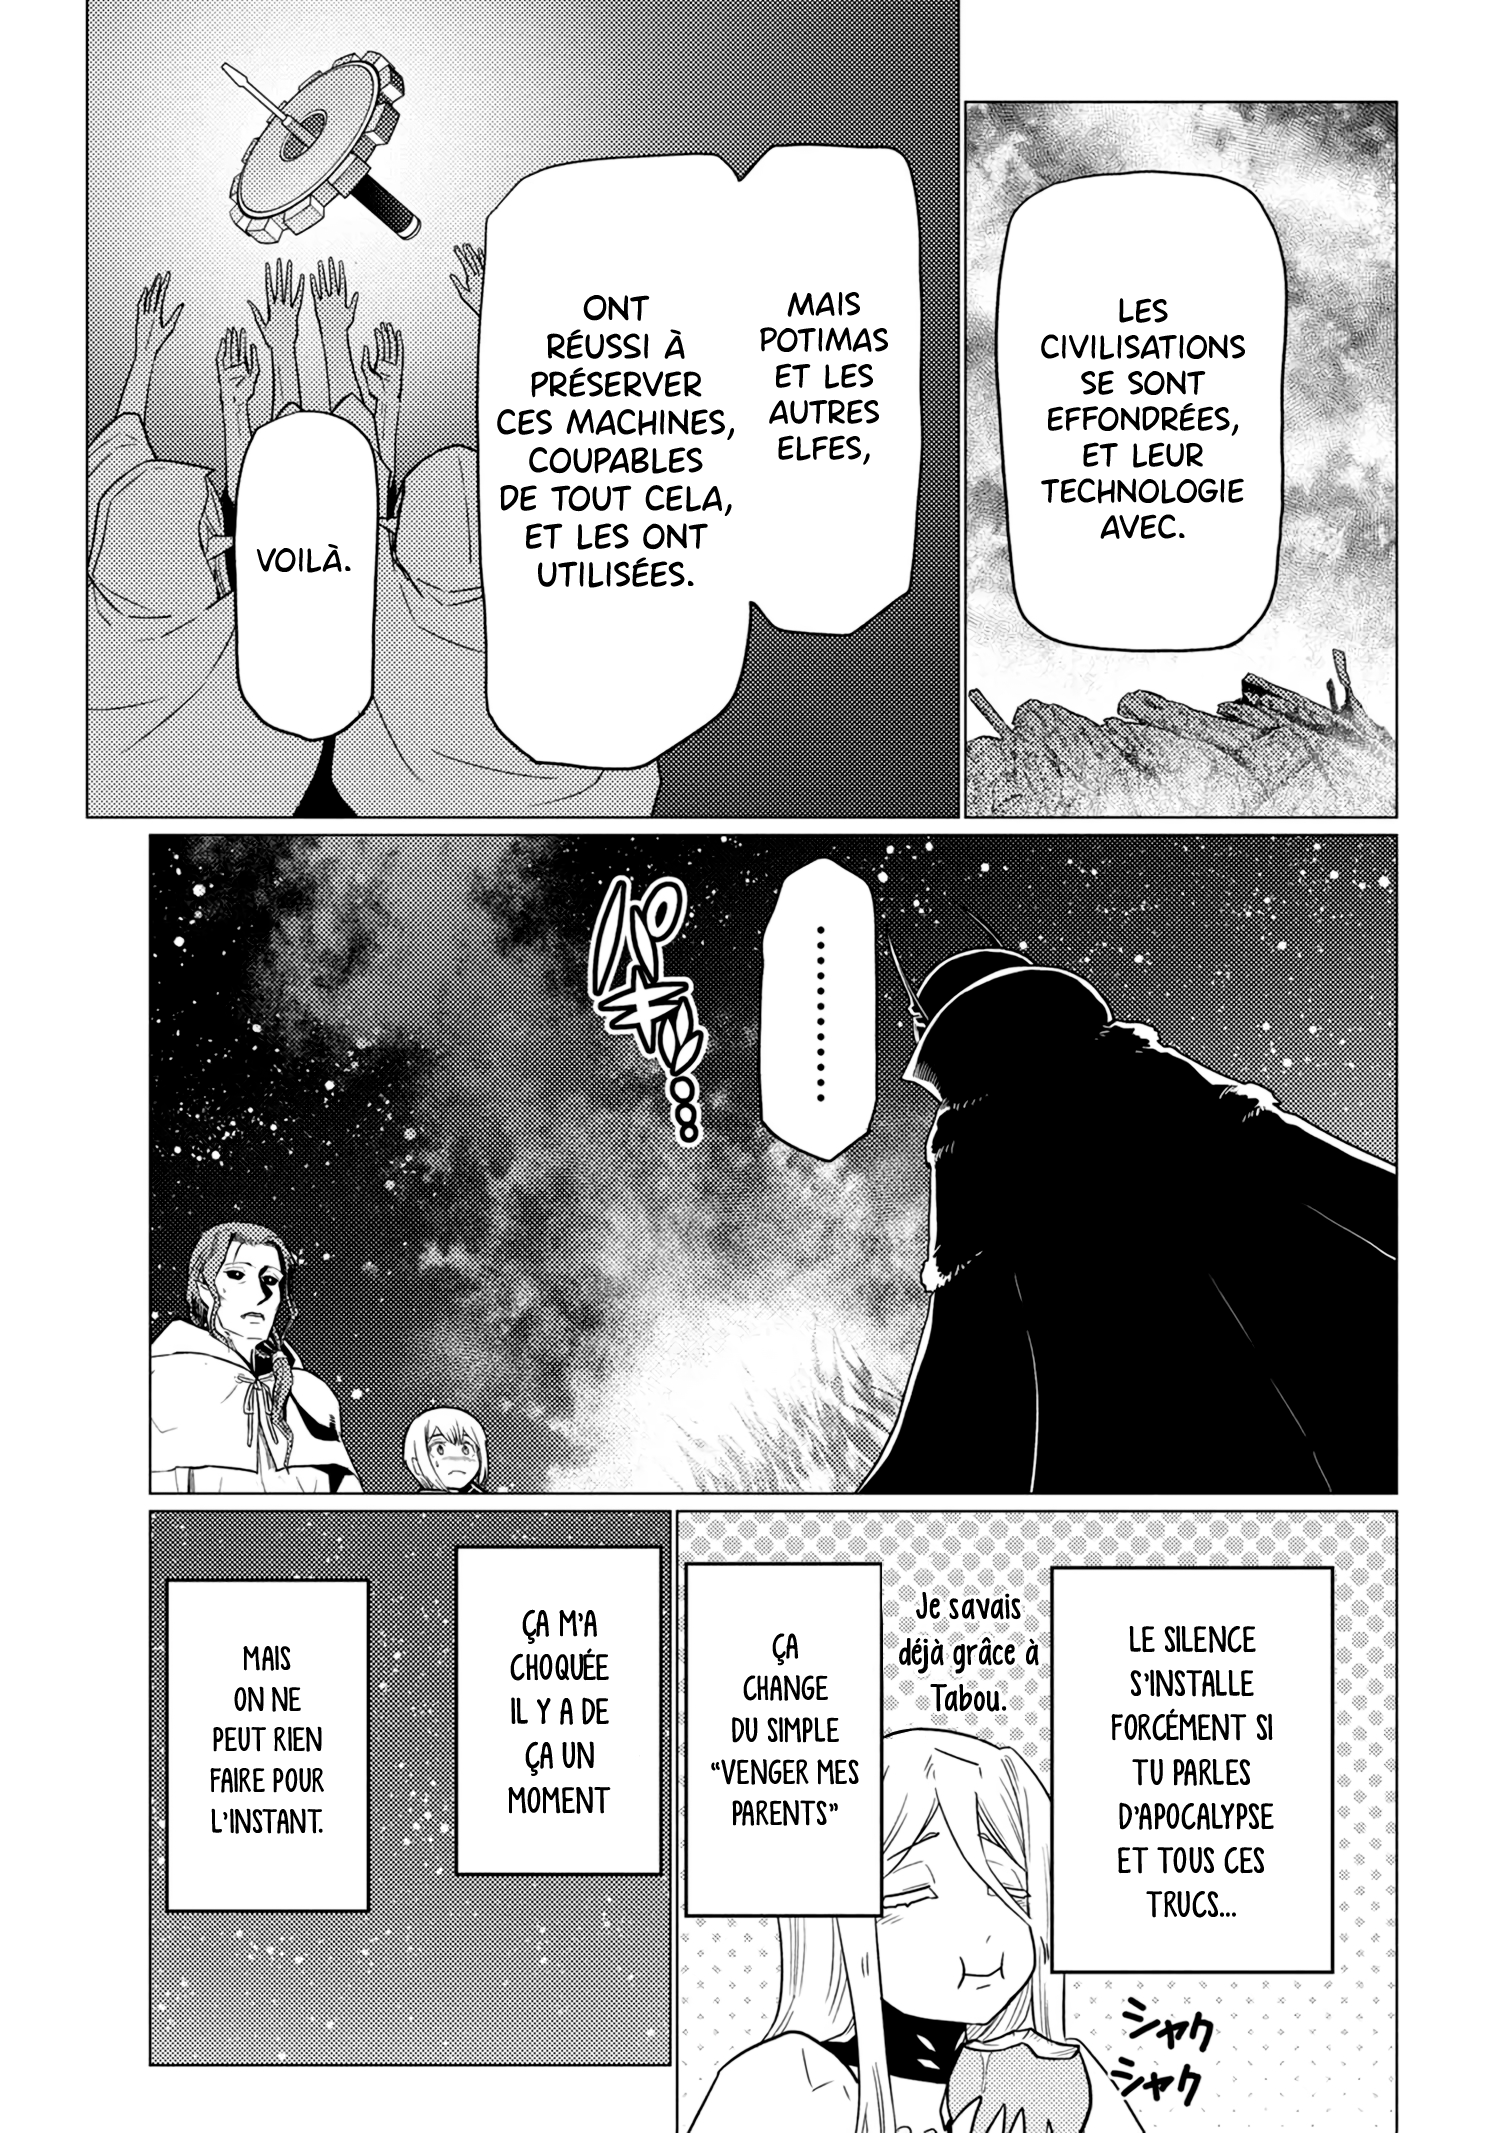 LES
CIVILISATIONS
SE SONT
EFFONDRÉES,
ET LEUR
TECHNOLOGIE
AVEC.
MAIS
POTIMAS
ET LES
AUTRES
ELFES,
ONT
RÉUSSI À
PRÉSERVER
CES MACHINES,
COUPABLES
DE TOUT CELA,
ET LES ONT
UTILISÉES.
VOILÀ.
............
パキ...
LE SILENCE
S'INSTALLE
FORCÉMENT SI
TU PARLES
D'APOCALYPSE
ET TOUS CES
TRUCS...
Je savais
déjà grâce à
Tabou.
シャク
シャク
ÇA
CHANGE
DU SIMPLE
“VENGER MES
PARENTS”
ÇA M'A
CHOQUÉE
IL Y A DE
ÇA UN
MOMENT
MAIS
ON NE
PEUT RIEN
FAIRE POUR
L'INSTANT.